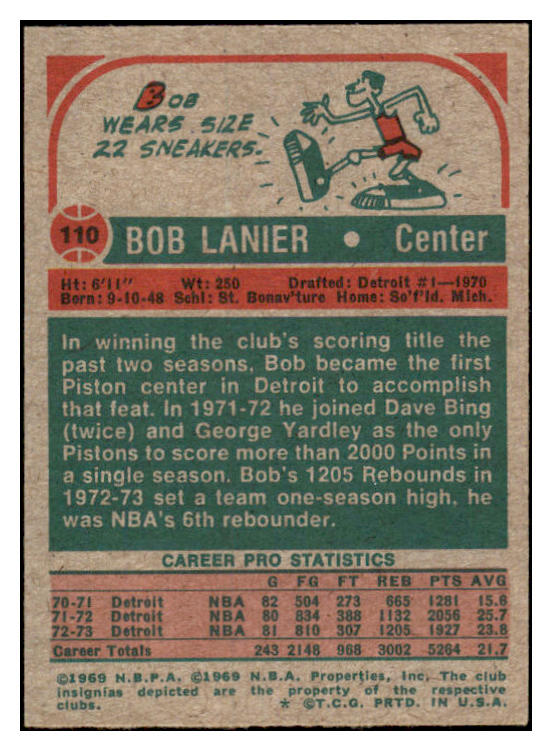 BOB
WEARS SIZE
22 SNEAKERS.
110 BOB LANIER • Center
Ht: 6'11" Wt: 250 Drafted: Detroit #1—1970
Born: 9-10-48 Schl: St. Bonav'ture Home: So'f'ld, Mich.
In winning the club's scoring title the
past two seasons, Bob became the first
Piston center in Detroit to accomplish
that feat. In 1971-72 he joined Dave Bing
(twice) and George Yardley as the only
Pistons to score more than 2000 Points in
a single season. Bob's 1205 Rebounds in
1972-73 set a team one-season high, he
was NBA's 6th rebounder.
CAREER PRO STATISTICS
G FG FT REB PTS AVG
70-71 Detroit NBA 82 504 273 665 1281 15.6
71-72 Detroit NBA 80 834 388 1132 2056 25.7
72-73 Detroit NBA 81 810 307 1205 1927 23.8
Career Totals 243 2148 968 3002 5264 21.7
©1969 N.B.P.A. ©1969 N.B.A. Properties, Inc. The club
insignias depicted are the property of the respective
clubs. * ©T.C.G. PRTD. IN U.S.A.